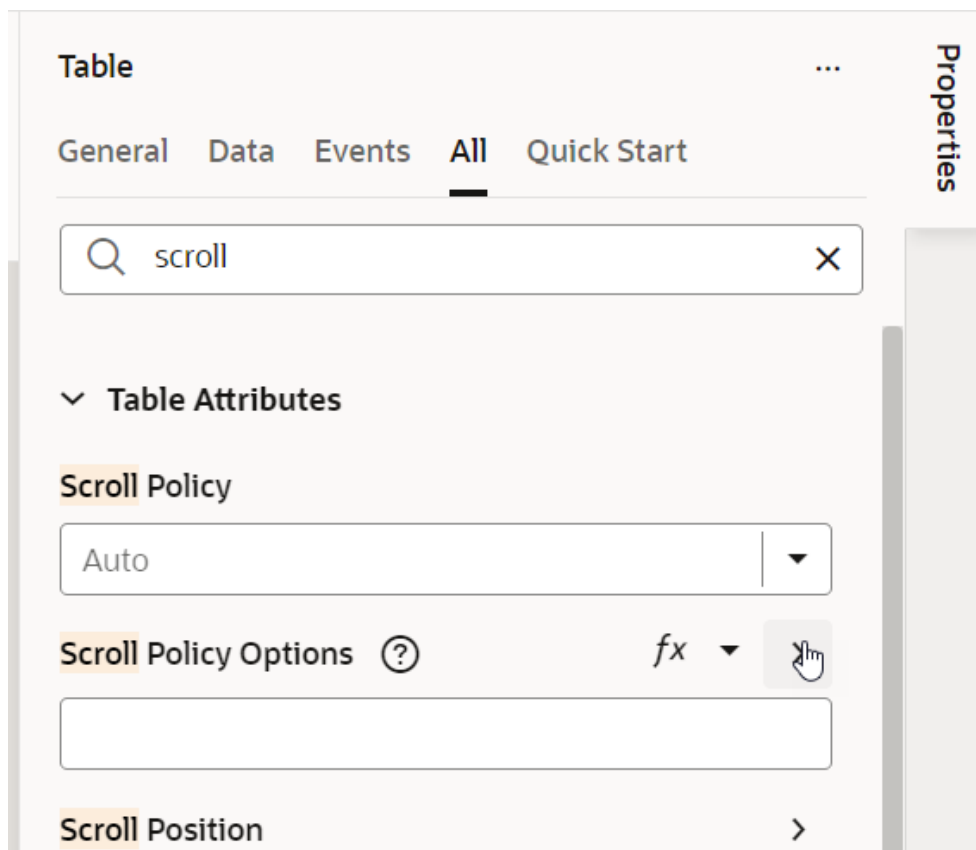 Table
...
Properties
General Data Events All Quick Start
scroll
Table Attributes
Scroll Policy
Auto
Scroll Policy Options ? fx
Scroll Position